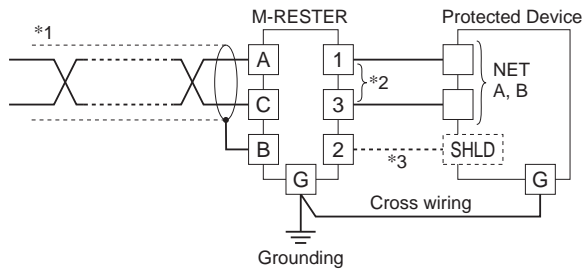 M-RESTER
Protected Device
*1
A
1
*2
NET
A, B
C
3
B
2
*3
SHLD
G
G
Cross wiring
Grounding